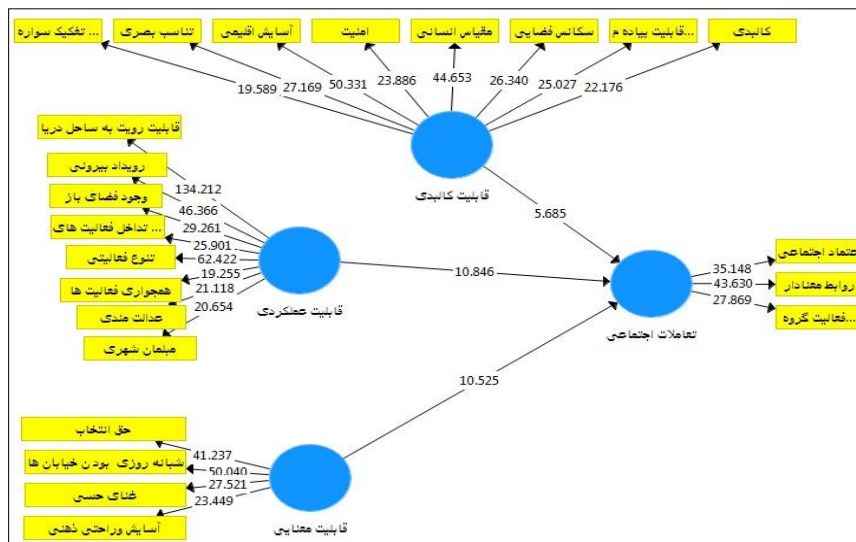 ... تفکیک سواره
تناسب بصری
آسایش اقلیمی
امنیت
مقیاس انسانی
سکانس فضایی
قابلیت پیاده م...
کالبدی
19.589
27.169
50.331
23.886
44.653
26.340
25.027
22.176
قابلیت کالبدی
قابلیت رویت به ساحل دریا
رویداد بیرونی
وجود فضای باز
... تداخل فعالیت های
تنوع فعالیتی
همجواری فعالیت ها
عدالت مندی
مبلمان شهری
134.212
46.366
29.261
25.901
62.422
19.255
21.118
20.654
قابلیت عملکردی
5.685
10.846
10.525
35.148
43.630
27.869
عتماد اجتماعی
روابط معنادار
فعالیت گروه...
تعاملات اجتماعی
حق انتخاب
شبانه روزی بودن خیابان ها
غنای حسی
آسایش وراحتی ذهنی
41.237
50.040
27.521
23.449
قابلیت معنایی